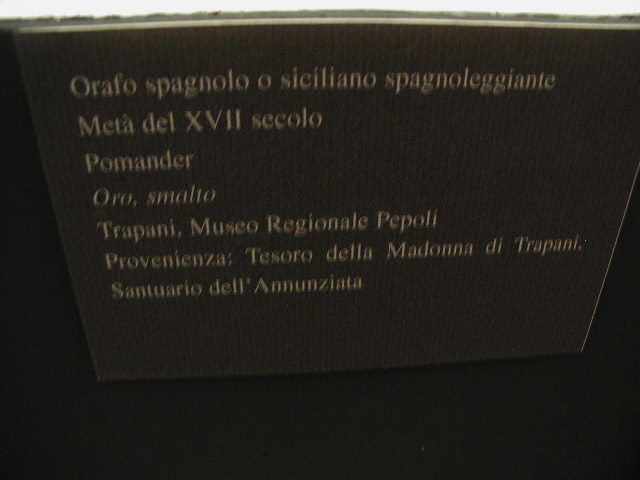 Orafo spagnolo o siciliano spagnoleggiante
Metà del XVII secolo
Pomander
Oro, smalto
Trapani, Museo Regionale Pepoli
Provenienza: Tesoro della Madonna di Trapani,
Santuario dell'Annunziata